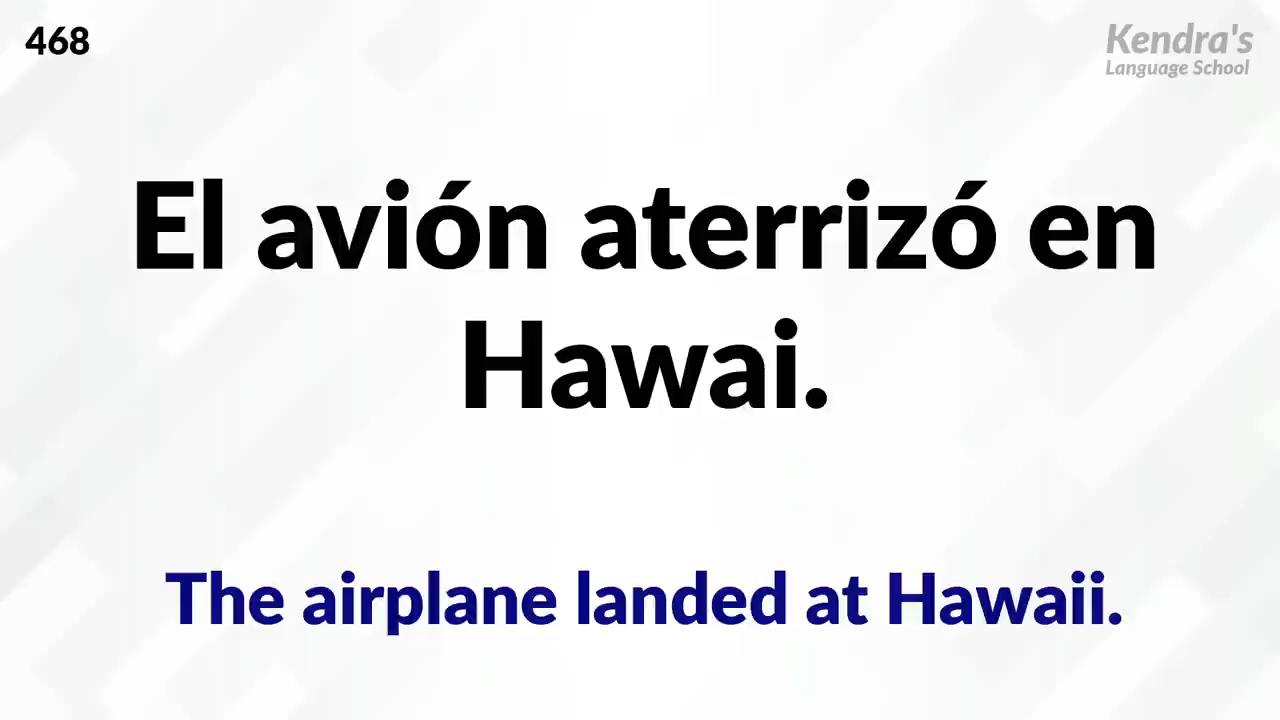 468
Kendra's
Language School
El avión aterrizó en
Hawai.
The airplane landed at Hawaii.